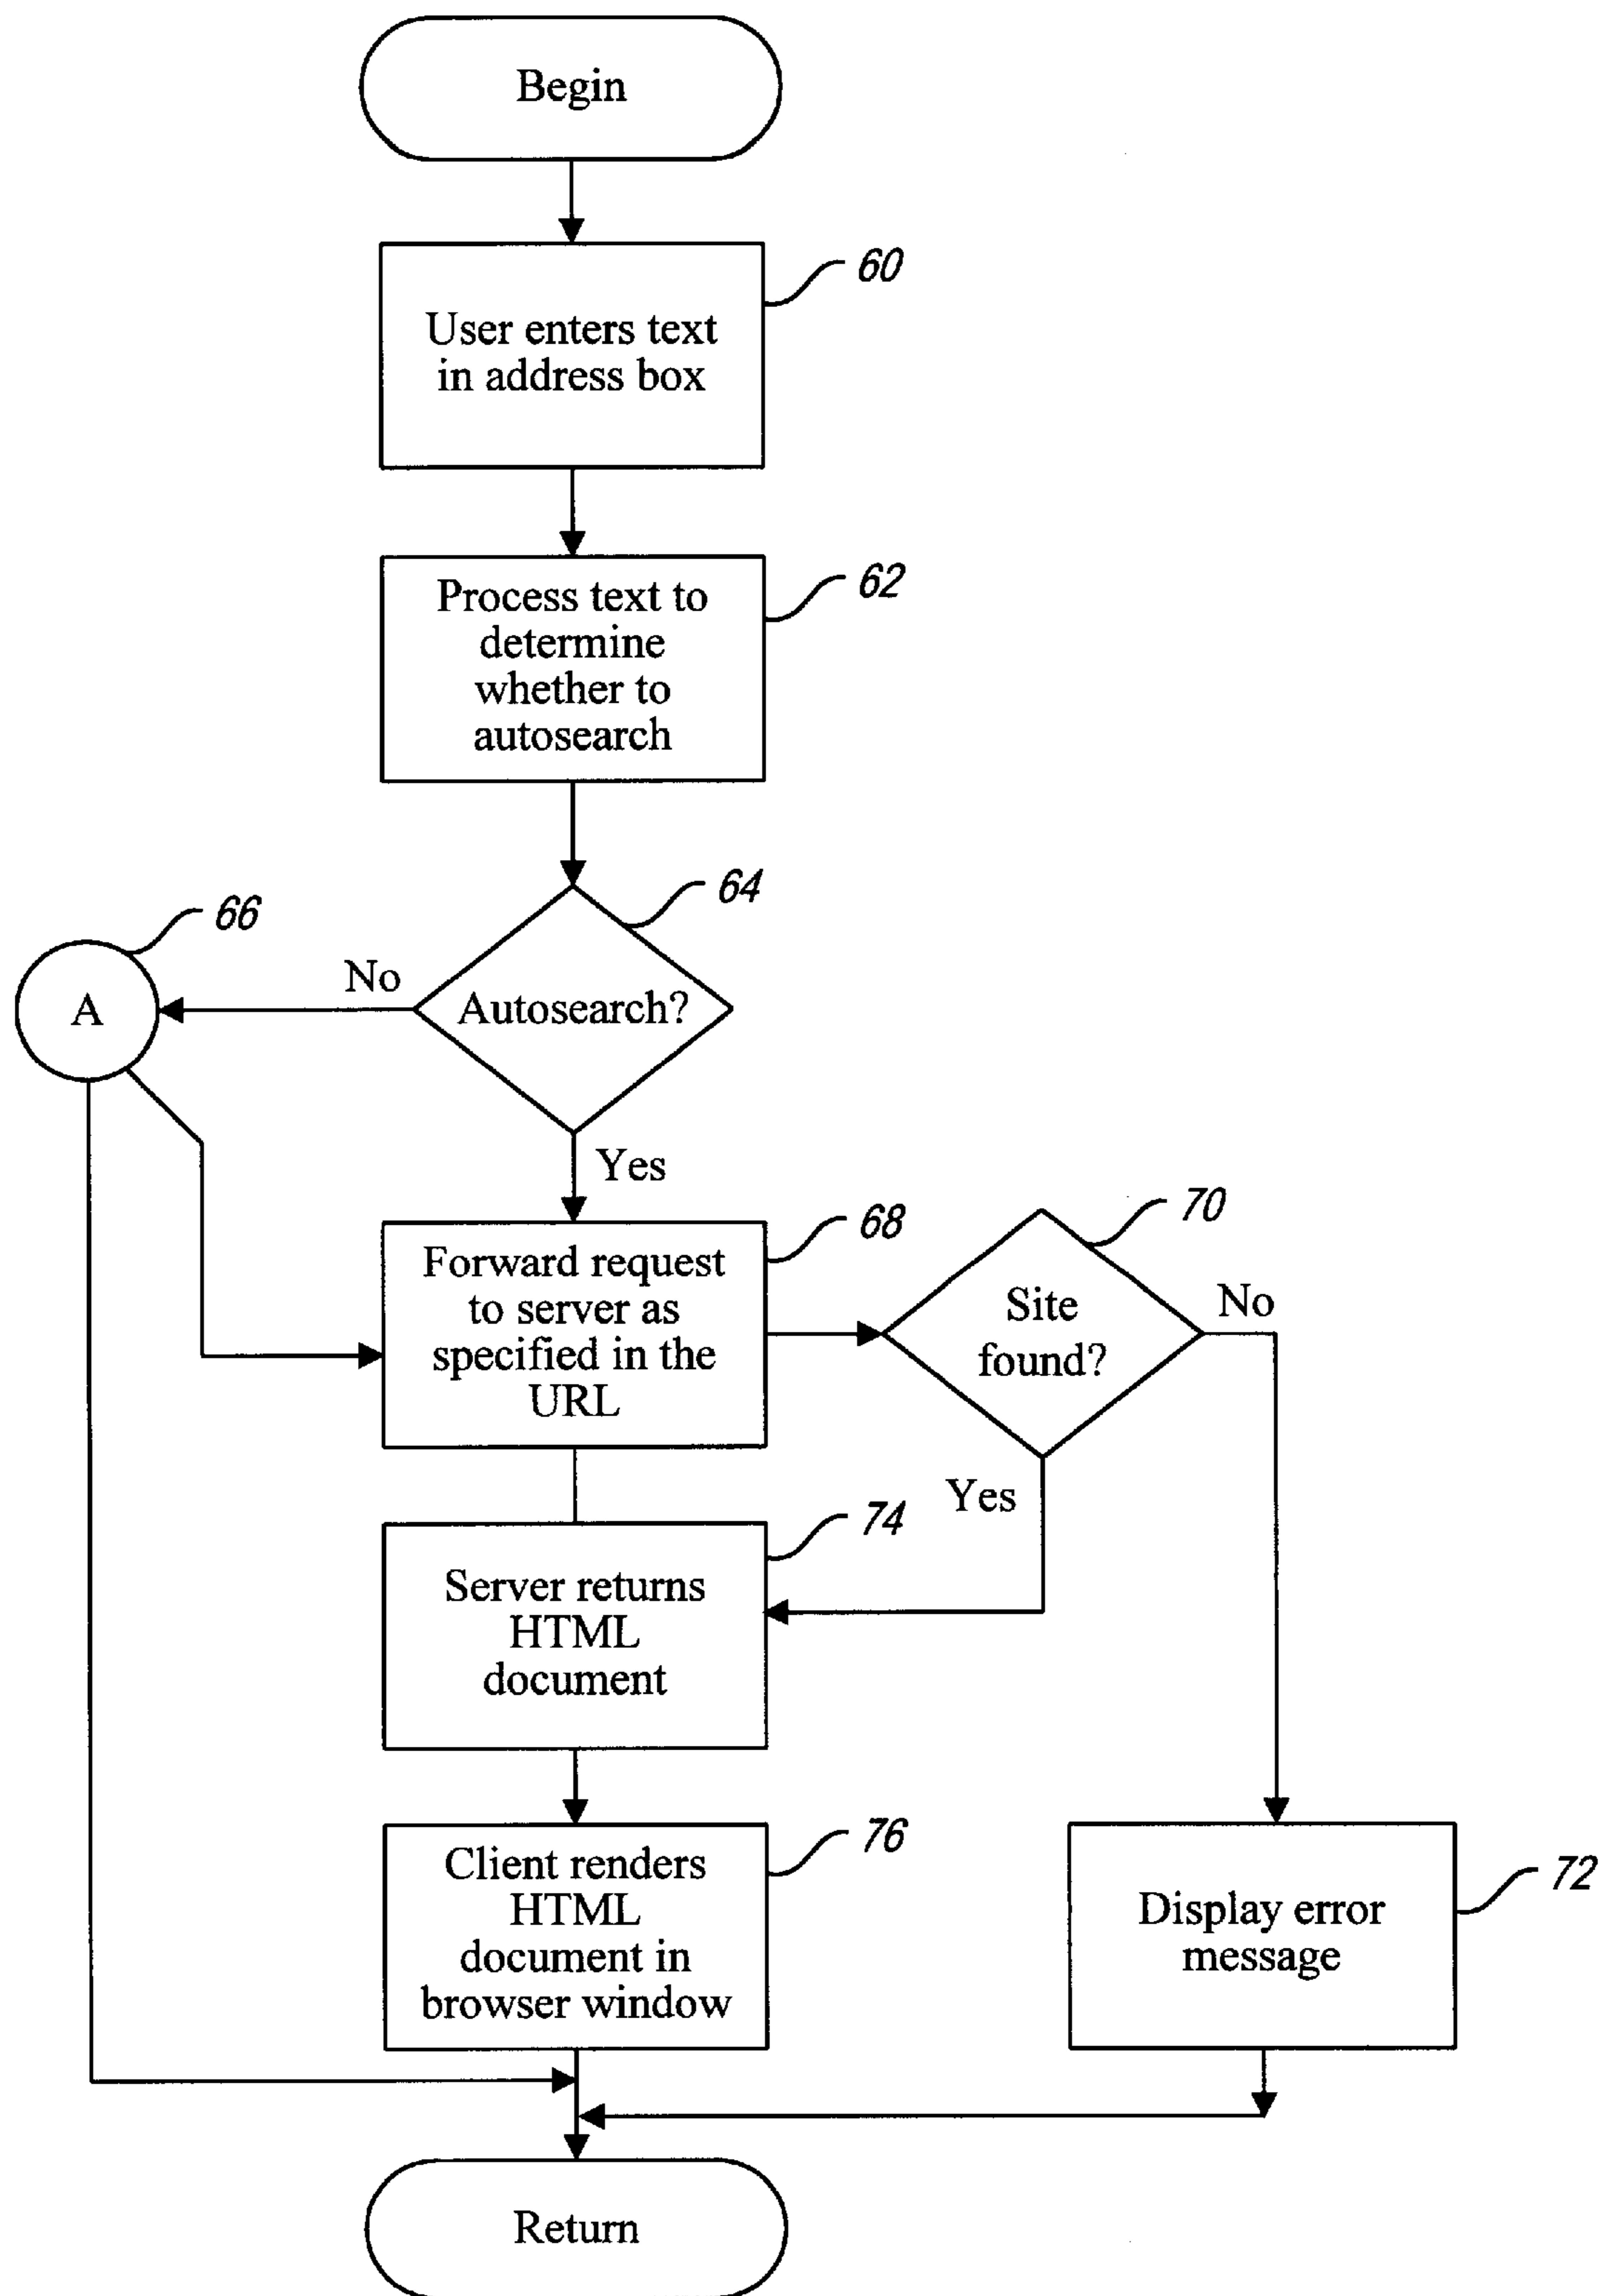 Begin
60
User enters text
in address box
62
Process text to
determine
whether to
autosearch
64
66
No
A
Autosearch?
Yes
68
70
Forward request
to server as
specified in the
URL
Site
found?
No
Yes
74
Server returns
HTML
document
76
Client renders
HTML
document in
browser window
72
Display error
message
Return